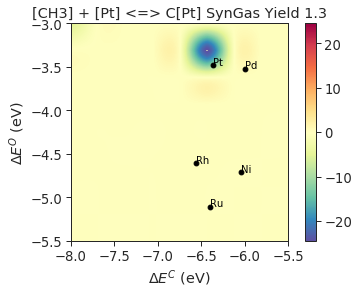 [CH3] + [Pt] <=> C[Pt] SynGas Yield 1.3
−3.0
−3.5
−4.0
−4.5
−5.0
−5.5
ΔE^O (eV)
Pt
Pd
Rh
Ni
Ru
−8.0 −7.5 −7.0 −6.5 −6.0 −5.5
ΔE^C (eV)
20
10
0
−10
−20